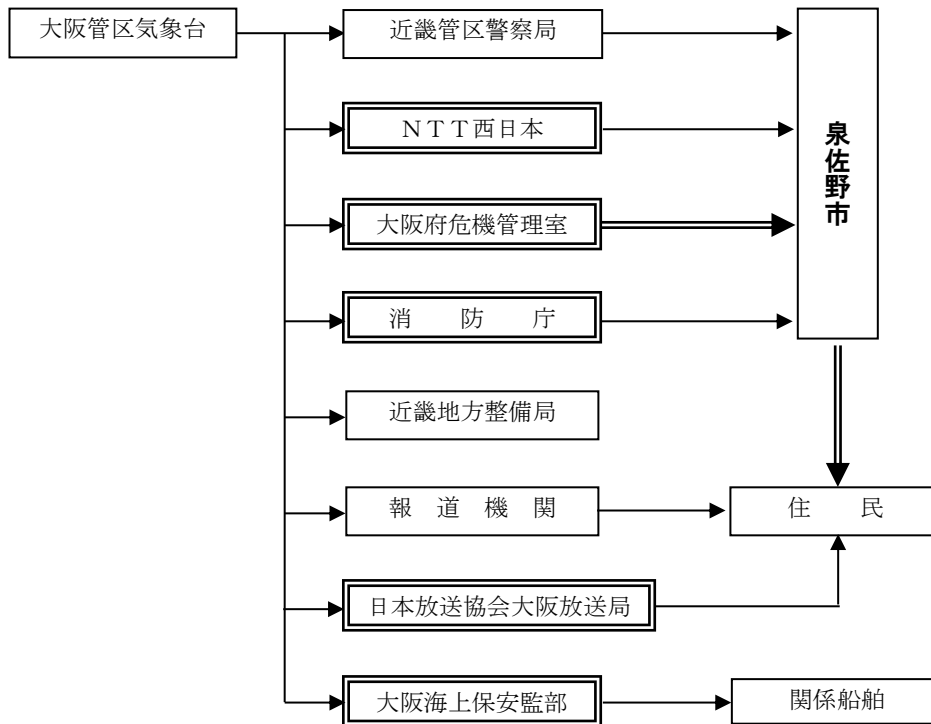 大阪管区気象台
近畿管区警察局
ＮＴＴ西日本
大阪府危機管理室
消　防　庁
近畿地方整備局
報　道　機　関
日本放送協会大阪放送局
大阪海上保安監部
泉佐野市
住　民
関係船舶